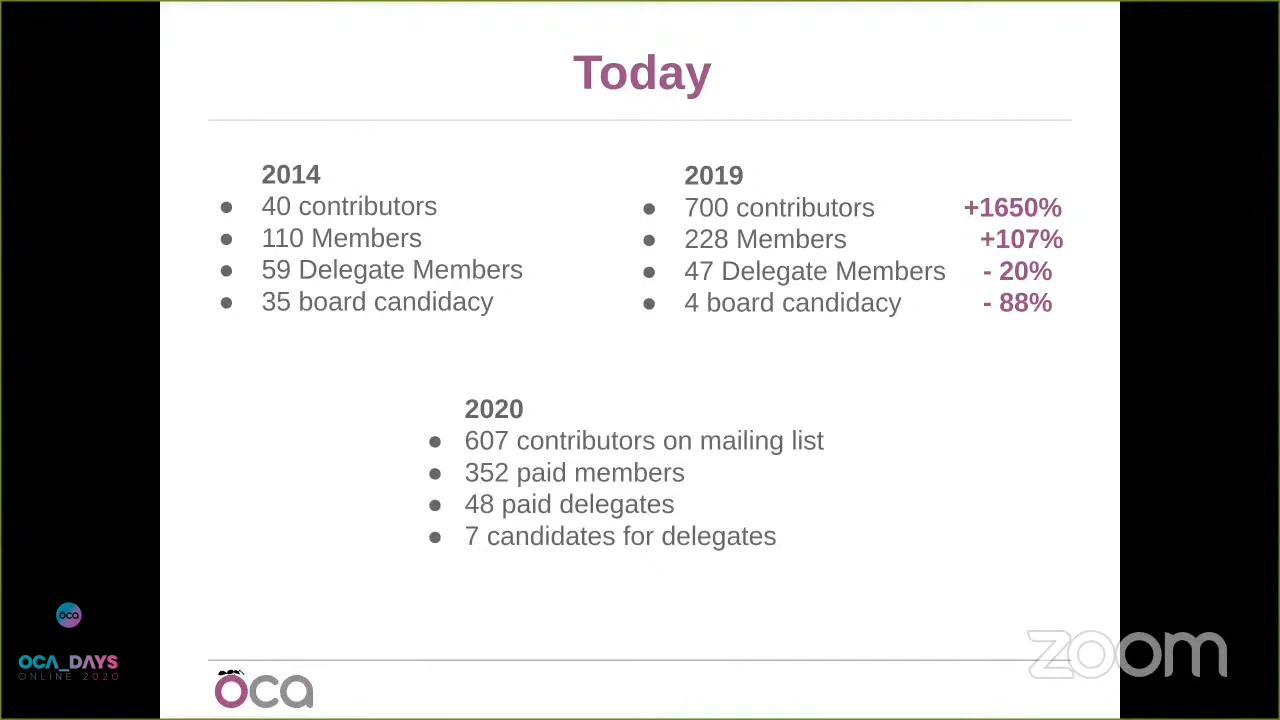 Today
2014
● 40 contributors
● 110 Members
● 59 Delegate Members
● 35 board candidacy
2019
● 700 contributors +1650%
● 228 Members +107%
● 47 Delegate Members - 20%
● 4 board candidacy - 88%
2020
● 607 contributors on mailing list
● 352 paid members
● 48 paid delegates
● 7 candidates for delegates
oca
OCA_DAYS
ONLINE 2020
oca
zoom